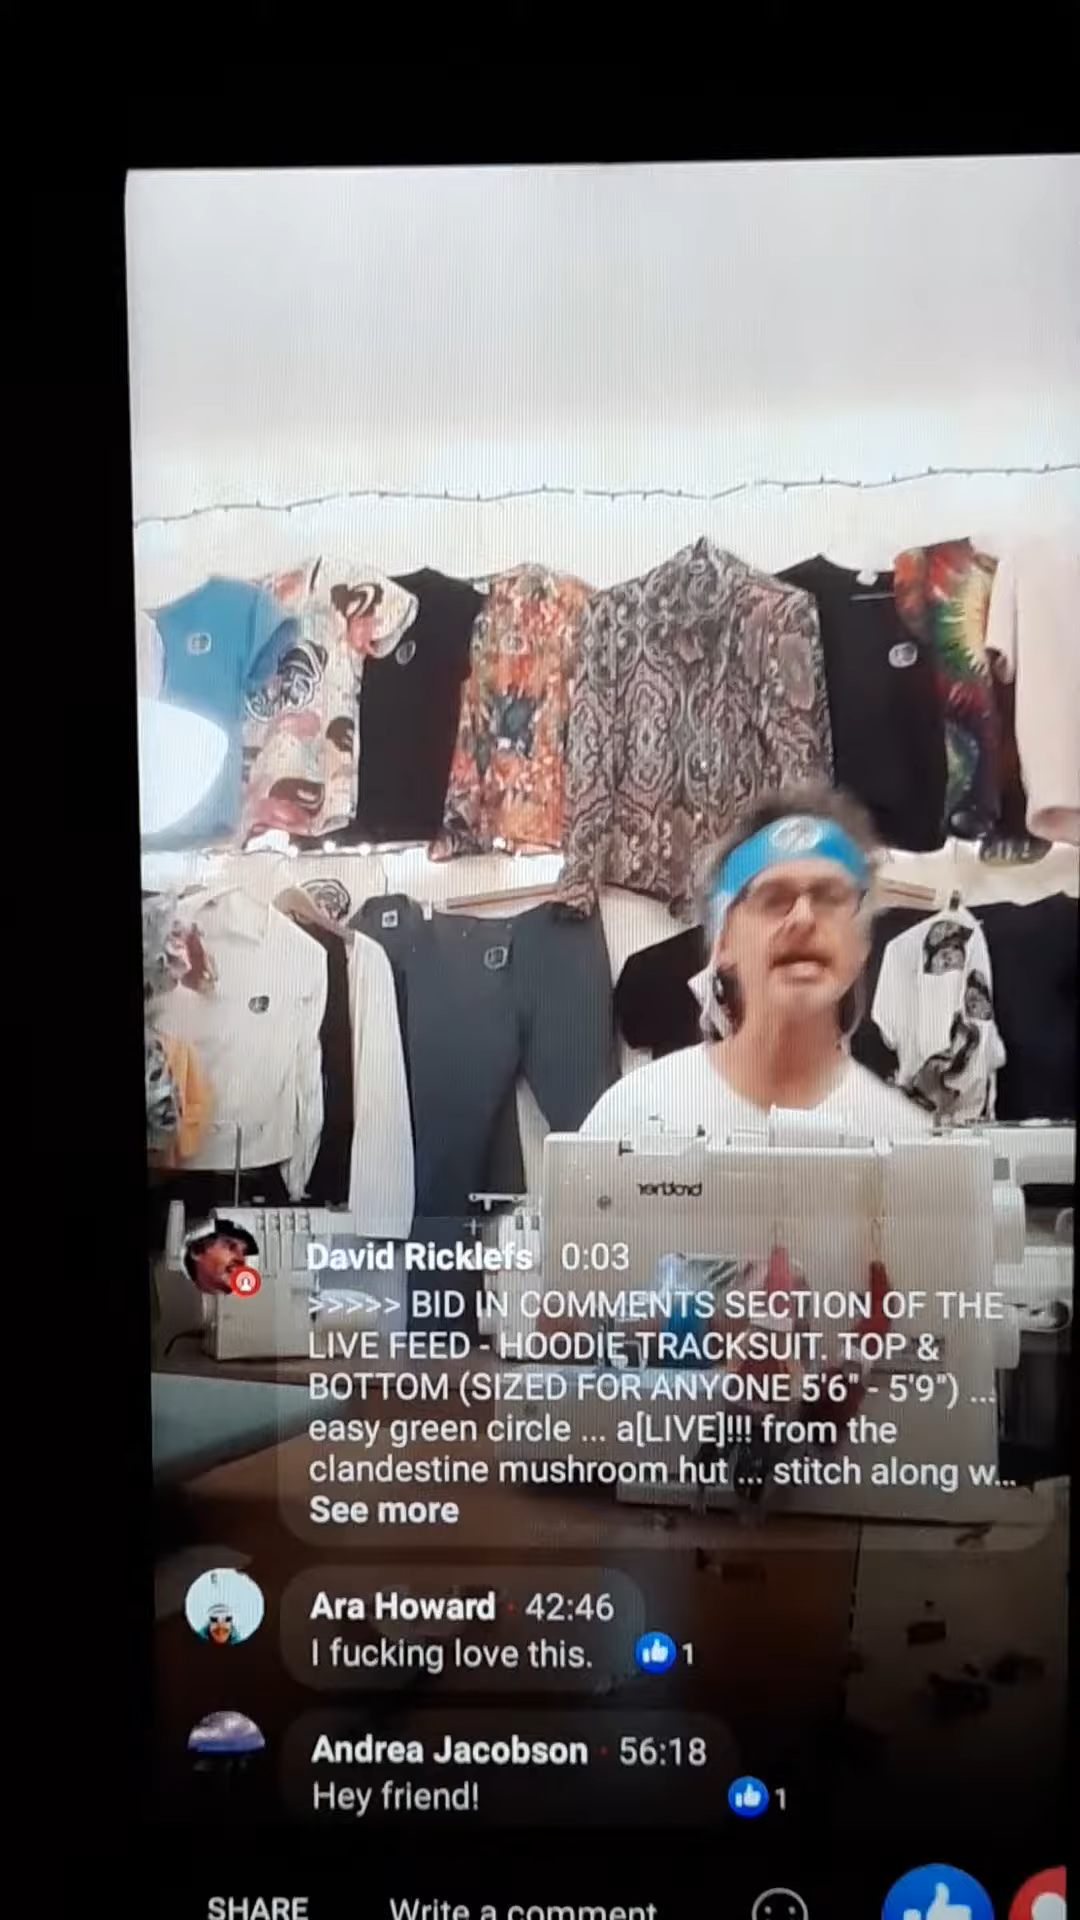 David Ricklefs 0:03
>>>>> BID IN COMMENTS SECTION OF THE
LIVE FEED - HOODIE TRACKSUIT. TOP &
BOTTOM (SIZED FOR ANYONE 5'6" - 5'9") ...
easy green circle ... a[LIVE]!!! from the
clandestine mushroom hut ... stitch along w...
See more
Ara Howard · 42:46
I fucking love this. 1
Andrea Jacobson · 56:18
Hey friend! 1
SHARE Write a comment